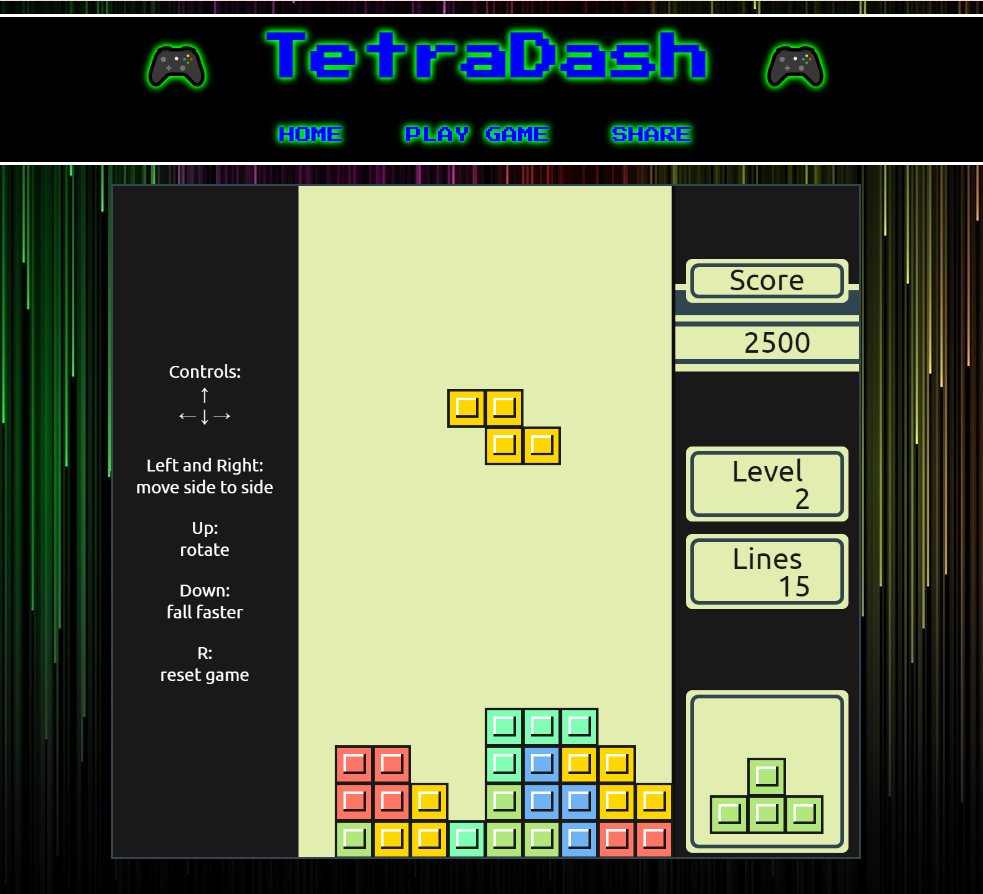 TetraDash
HOME PLAY GAME SHARE
Controls:
↑
←↓→
Left and Right:
move side to side
Up:
rotate
Down:
fall faster
R:
reset game
Score
2500
Level
2
Lines
15